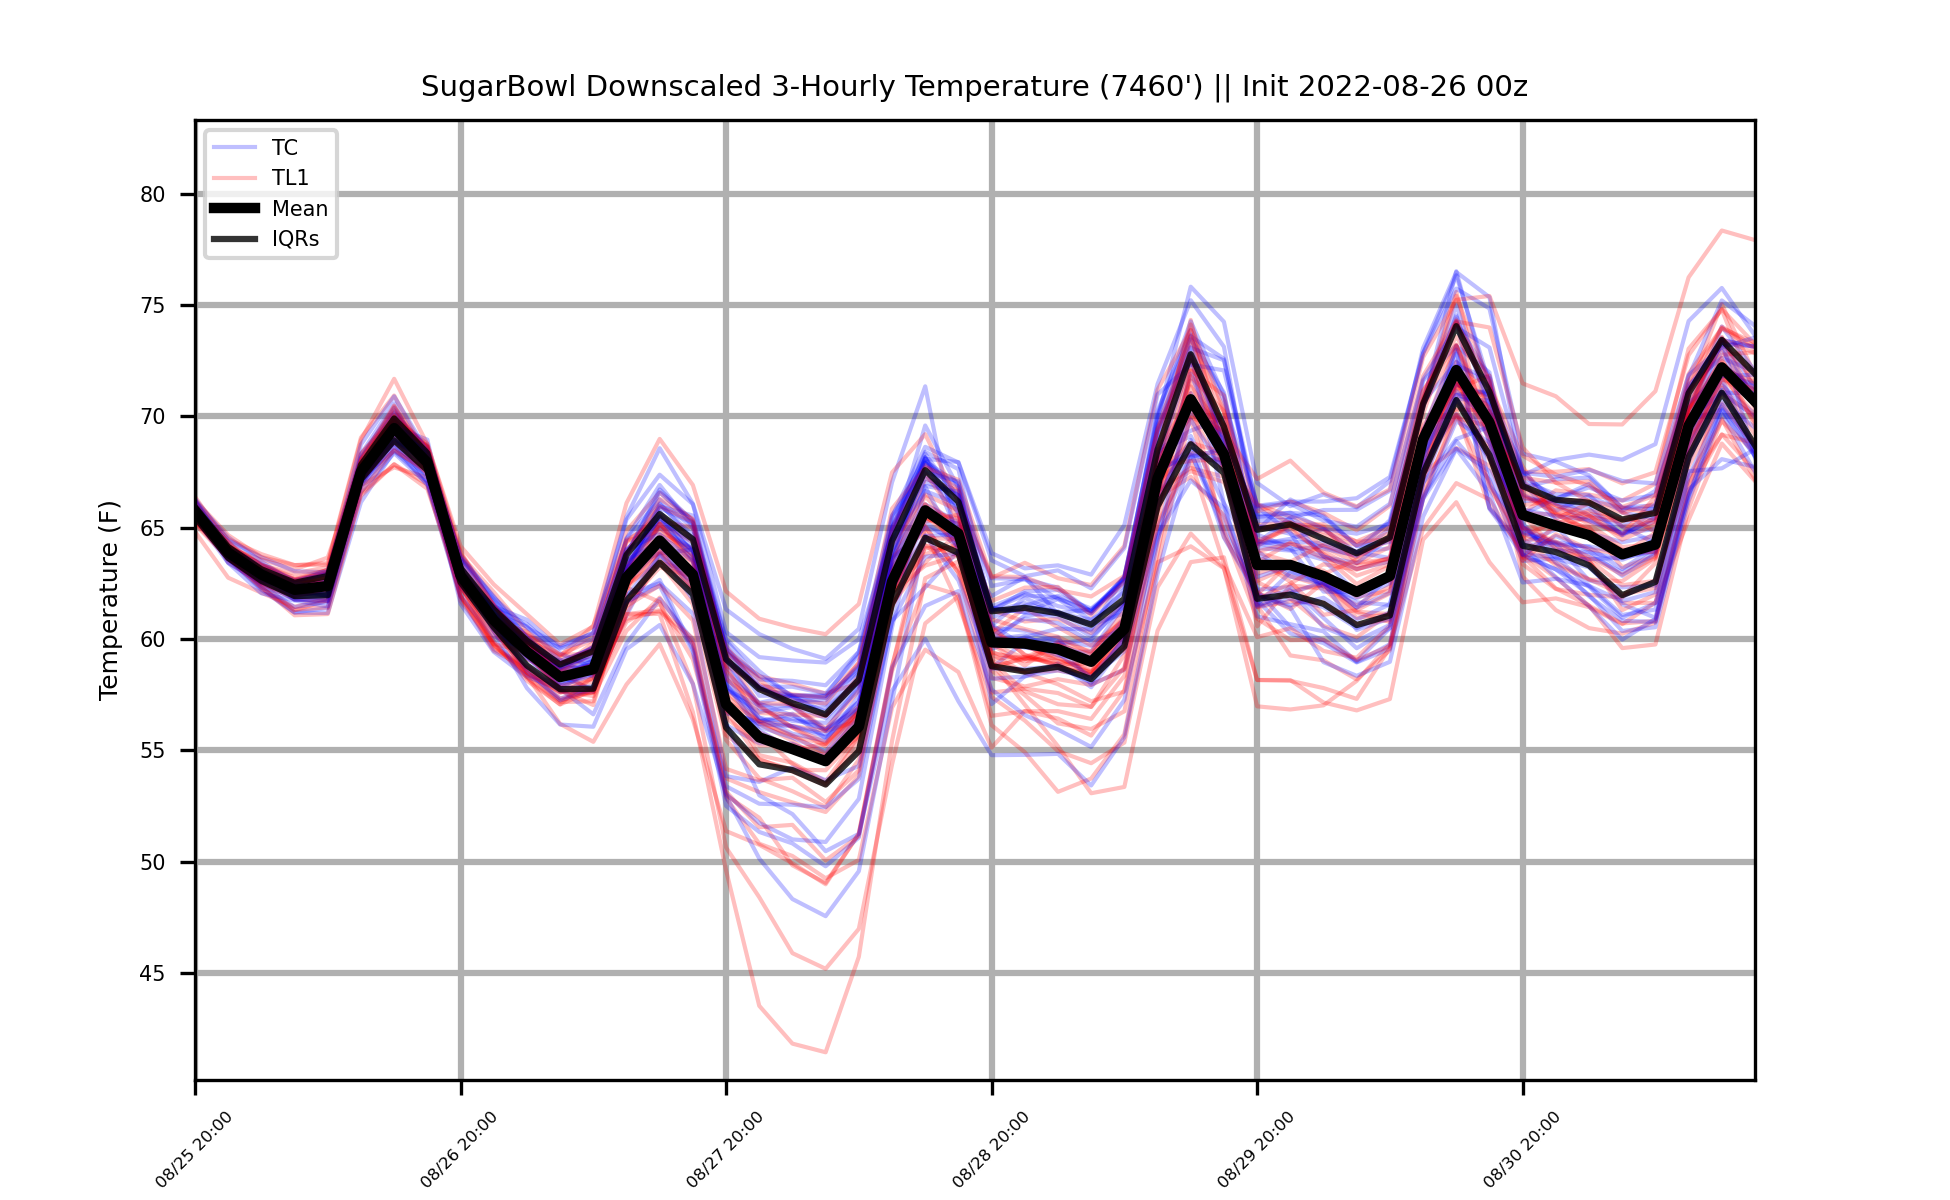 SugarBowl Downscaled 3-Hourly Temperature (7460') || Init 2022-08-26 00z
TC
TL1
Mean
IQRs
Temperature (F)
80
75
70
65
60
55
50
45
08/25 20:00
08/26 20:00
08/27 20:00
08/28 20:00
08/29 20:00
08/30 20:00